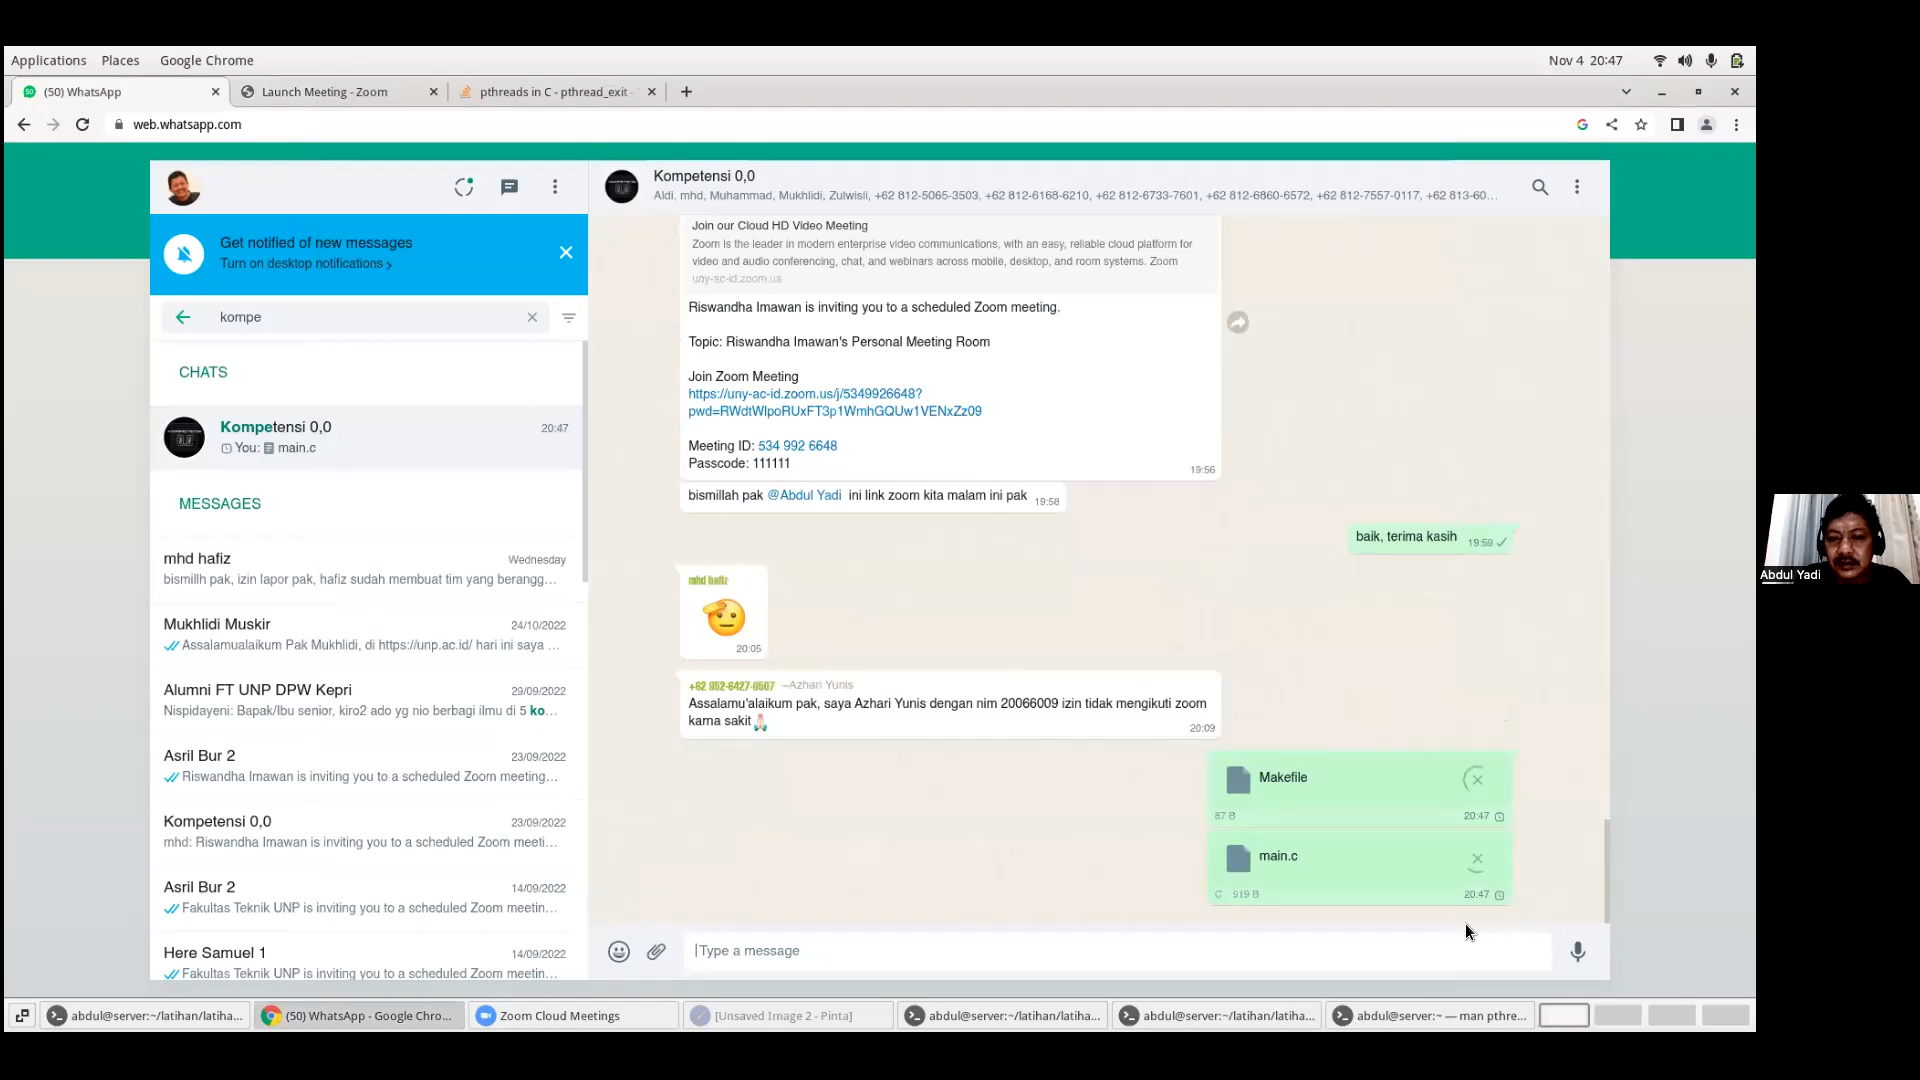 Applications Places Google Chrome Nov 4 20:47
(50) WhatsApp Launch Meeting - Zoom pthreads in C - pthread_exit -
web.whatsapp.com
Kompetensi 0,0
Aldi, mhd, Muhammad, Mukhlidi, Zulwisli, +62 812-5065-3503, +62 812-6168-6210, +62 812-6733-7601, +62 812-6860-6572, +62 812-7557-0117, +62 813-60...
Get notified of new messages
Turn on desktop notifications >
kompe
CHATS
Kompetensi 0,0 20:47
You: main.c
MESSAGES
mhd hafiz Wednesday
bismillh pak, izin lapor pak, hafiz sudah membuat tim yang berangg...
Mukhlidi Muskir 24/10/2022
Assalamualaikum Pak Mukhlidi, di https://unp.ac.id/ hari ini saya ...
Alumni FT UNP DPW Kepri 29/09/2022
Nispidayeni: Bapak/Ibu senior, kiro2 ado yg nio berbagi ilmu di 5 ko...
Asril Bur 2 23/09/2022
Riswandha Imawan is inviting you to a scheduled Zoom meeting...
Kompetensi 0,0 23/09/2022
mhd: Riswandha Imawan is inviting you to a scheduled Zoom meeti...
Asril Bur 2 14/09/2022
Fakultas Teknik UNP is inviting you to a scheduled Zoom meetin...
Here Samuel 1 14/09/2022
Fakultas Teknik UNP is inviting you to a scheduled Zoom meetin...
Join our Cloud HD Video Meeting
Zoom is the leader in modern enterprise video communications, with an easy, reliable cloud platform for
video and audio conferencing, chat, and webinars across mobile, desktop, and room systems. Zoom
uny-ac-id.zoom.us
Riswandha Imawan is inviting you to a scheduled Zoom meeting.
Topic: Riswandha Imawan's Personal Meeting Room
Join Zoom Meeting
https://uny-ac-id.zoom.us/j/5349926648?
pwd=RWdtWlpoRUxFT3p1WmhGQUw1VENxZz09
Meeting ID: 534 992 6648
Passcode: 111111
19:56
bismillah pak @Abdul Yadi ini link zoom kita malam ini pak 19:58
baik, terima kasih 19:59
mhd hafiz
20:05
+62 852-6427-0507 ~Azhari Yunis
Assalamu'alaikum pak, saya Azhari Yunis dengan nim 20066009 izin tidak mengikuti zoom
karna sakit
20:09
Makefile
87 B 20:47
main.c
C 919 B 20:47
Type a message
Abdul Yadi
abdul@server:~/latihan/latiha... (50) WhatsApp - Google Chro... Zoom Cloud Meetings [Unsaved Image 2 - Pinta] abdul@server:~/latihan/latiha... abdul@server:~/latihan/latiha... abdul@server:~ — man pthre...